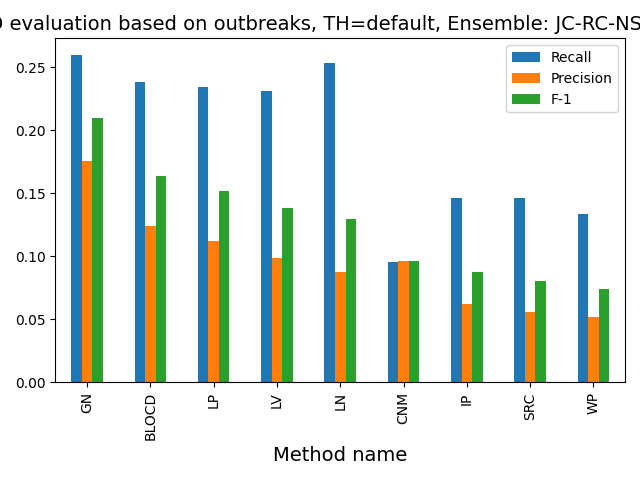 evaluation based on outbreaks, TH=default, Ensemble: JC-RC-NS
Recall
Precision
F-1
0.25
0.20
0.15
0.10
0.05
0.00
GN
BLOCD
LP
LV
LN
CNM
IP
SRC
WP
Method name